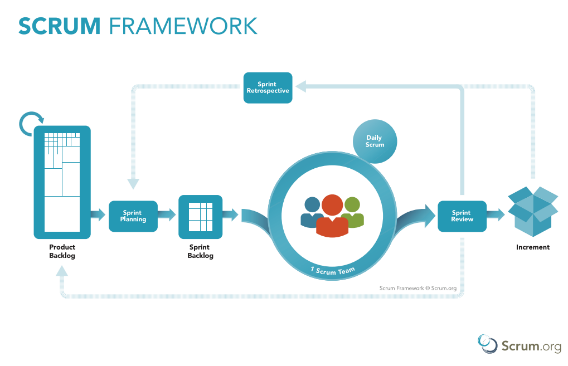 SCRUM FRAMEWORK
Sprint
Retrospective
Daily
Scrum
Sprint
Planning
Sprint
Review
Product
Backlog
Sprint
Backlog
1 Scrum Team
Increment
Scrum Framework © Scrum.org
Scrum.org